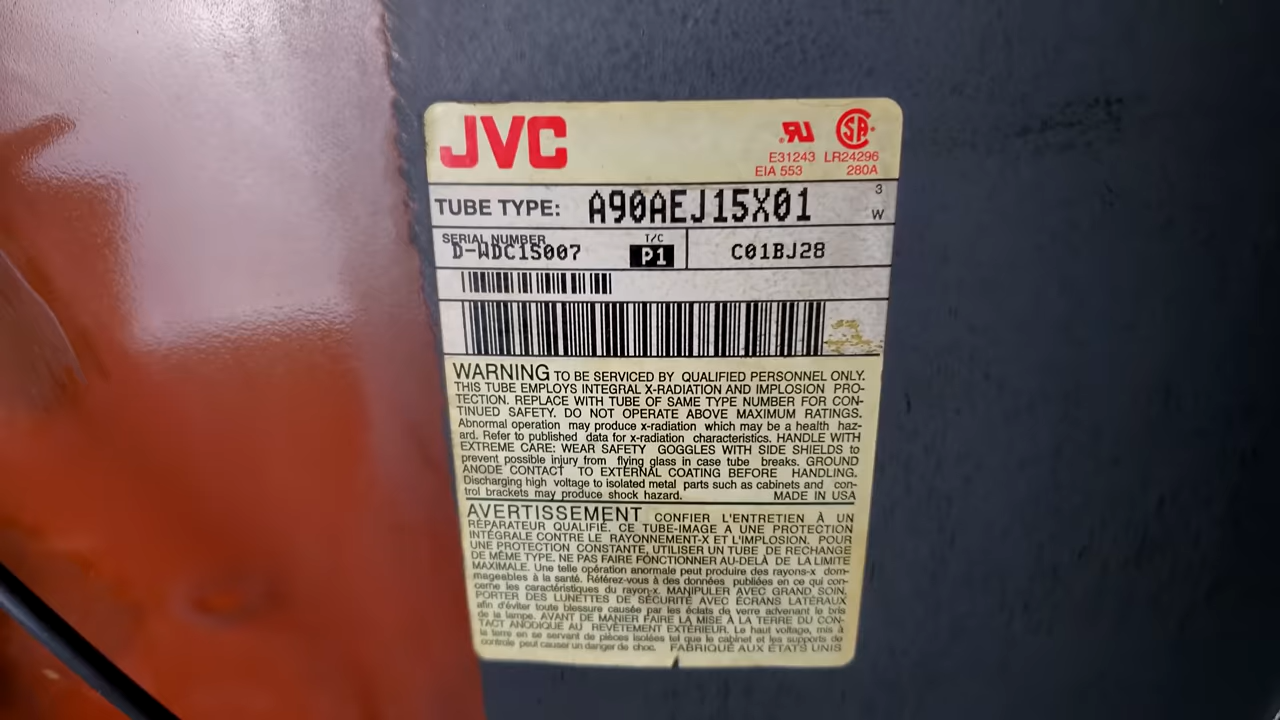 JVC
E31243 LR24296
EIA 553 280A
TUBE TYPE: A90AEJ15X01 3
W
SERIAL NUMBER T/C
D-WDC1S007 P1 C01BJ28
WARNING TO BE SERVICED BY QUALIFIED PERSONNEL ONLY.
THIS TUBE EMPLOYS INTEGRAL X-RADIATION AND IMPLOSION PRO-
TECTION. REPLACE WITH TUBE OF SAME TYPE NUMBER FOR CON-
TINUED SAFETY. DO NOT OPERATE ABOVE MAXIMUM RATINGS.
Abnormal operation may produce x-radiation which may be a health haz-
ard. Refer to published data for x-radiation characteristics. HANDLE WITH
EXTREME CARE: WEAR SAFETY GOGGLES WITH SIDE SHIELDS to
prevent possible injury from flying glass in case tube breaks. GROUND
ANODE CONTACT TO EXTERNAL COATING BEFORE HANDLING.
Discharging high voltage to isolated metal parts such as cabinets and con-
trol brackets may produce shock hazard. MADE IN USA
AVERTISSEMENT CONFIER L'ENTRETIEN À UN
RÉPARATEUR QUALIFIÉ. CE TUBE-IMAGE A UNE PROTECTION
INTÉGRALE CONTRE LE RAYONNEMENT-X ET L'IMPLOSION. POUR
UNE PROTECTION CONSTANTE, UTILISER UN TUBE DE RECHANGE
DE MÊME TYPE. NE PAS FAIRE FONCTIONNER AU-DELÀ DE LA LIMITE
MAXIMALE. Une telle opération anormale peut produire des rayons-x dom-
mageables à la santé. Référez-vous à des données publiées en ce qui con-
cerne les caractéristiques du rayon-x. MANIPULER AVEC GRAND SOIN.
PORTER DES LUNETTES DE SÉCURITÉ AVEC ÉCRANS LATÉRAUX
afin d'éviter toute blessure causée par les éclats de verre advenant le bris
de la lampe. AVANT DE MANIER FAIRE LA MISE À LA TERRE DU CON-
TACT ANODIQUE AU REVÊTEMENT EXTÉRIEUR. Le haut voltage, mis à
la terre en se servant de pièces isolées tel que le cabinet et les supports de
contrôle peut causer un danger de choc. FABRIQUÉ AUX ÉTATS UNIS